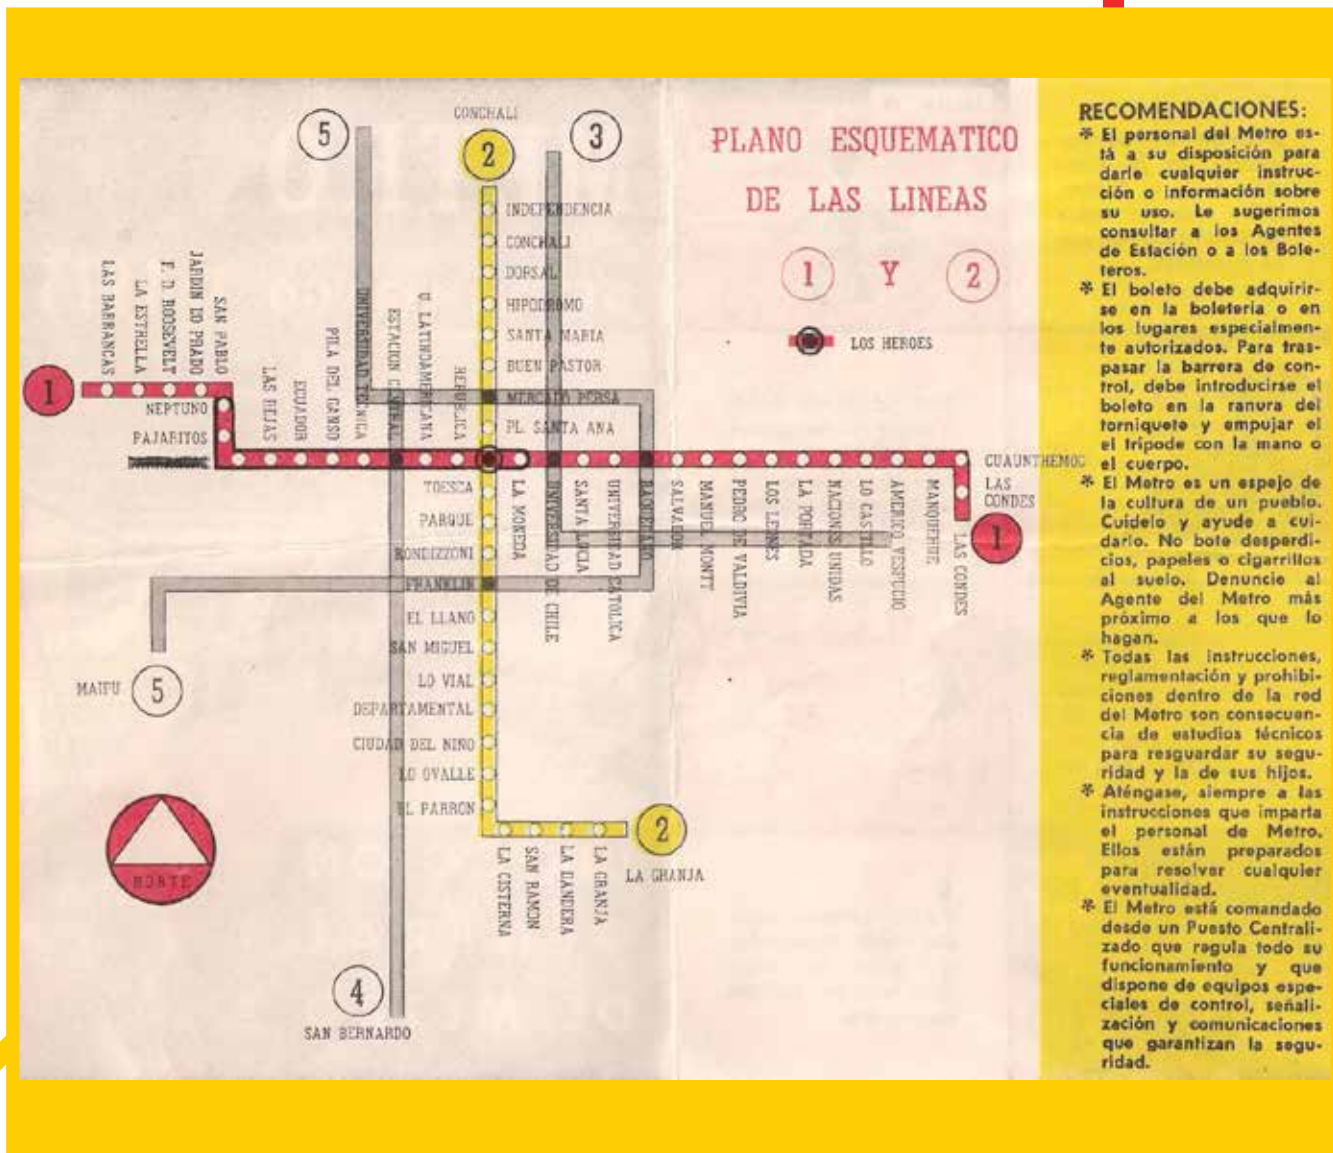 PLANO ESQUEMATICO
DE LAS LINEAS
1 Y 2
LOS HEROES
5
CONCHALI
2
3
INDEPENDENCIA
CONCHALI
DORSAL
HIPODROMO
SANTA MARIA
BUEN PASTOR
MERCADO PERSA
PL. SANTA ANA
1
LAS BARRANCAS
LA ESTRELLA
F. D. ROOSEVELT
JARDIN LO PRADO
SAN PABLO
NEPTUNO
PAJARITOS
LAS REJAS
ECUADOR
PILA DEL GANSO
UNIVERSIDAD TECNICA
ESTACION CENTRAL
U. LATINOAMERICANA
REPUBLICA
LA MONEDA
UNIVERSIDAD DE CHILE
SANTA LUCIA
UNIVERSIDAD CATOLICA
BAQUEDANO
SALVADOR
MANUEL MONTT
PEDRO DE VALDIVIA
LOS LEONES
LA PORTADA
NACIONES UNIDAS
LO CASTILLO
AMERICO VESPUCIO
MANQUEHUE
LAS CONDES
CUAUNTHEMOC
LAS
CONDES
1
TOESCA
PARQUE
RONDIZZONI
FRANKLIN
EL LLANO
SAN MIGUEL
LO VIAL
DEPARTAMENTAL
CIUDAD DEL NIÑO
LO OVALLE
EL PARRON
LA CISTERNA
SAN RAMON
LA BANDERA
LA GRANJA
2
LA GRANJA
MAIPU
5
NORTE
4
SAN BERNARDO
RECOMENDACIONES:
* El personal del Metro es-
tá a su disposición para
darle cualquier instruc-
ción o información sobre
su uso. Le sugerimos
consultar a los Agentes
de Estación o a los Bole-
teros.
* El boleto debe adquirir-
se en la boletería o en
los lugares especialmen-
te autorizados. Para tras-
pasar la barrera de con-
trol, debe introducirse el
boleto en la ranura del
torniquete y empujar el
el trípode con la mano o
el cuerpo.
* El Metro es un espejo de
la cultura de un pueblo.
Cuídelo y ayude a cui-
darlo. No bote desperdi-
cios, papeles o cigarrillos
al suelo. Denuncie al
Agente del Metro más
próximo a los que lo
hagan.
* Todas las instrucciones,
reglamentación y prohibi-
ciones dentro de la red
del Metro son consecuen-
cia de estudios técnicos
para resguardar su segu-
ridad y la de sus hijos.
* Aténgase, siempre a las
instrucciones que imparta
el personal de Metro.
Ellos están preparados
para resolver cualquier
eventualidad.
* El Metro está comandado
desde un Puesto Centrali-
zado que regula todo su
funcionamiento y que
dispone de equipos espe-
ciales de control, señali-
zación y comunicaciones
que garantizan la segu-
ridad.